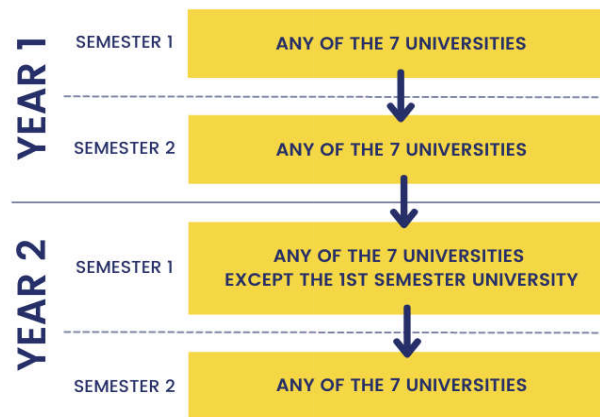 YEAR 1
SEMESTER 1
ANY OF THE 7 UNIVERSITIES
SEMESTER 2
ANY OF THE 7 UNIVERSITIES
YEAR 2
SEMESTER 1
ANY OF THE 7 UNIVERSITIES
EXCEPT THE 1ST SEMESTER UNIVERSITY
SEMESTER 2
ANY OF THE 7 UNIVERSITIES